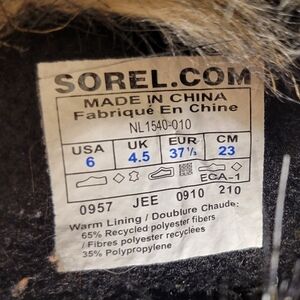 SOREL.COM
MADE IN CHINA
Fabriqué En Chine
NL1540-010
USA UK EUR CM
6 4.5 37⅓ 23
ECA-1
0957 JEE 0910 210
Warm Lining / Doublure Chaude:
65% Recycled polyester fibers
/ Fibres polyester recyclées
35% Polypropylene